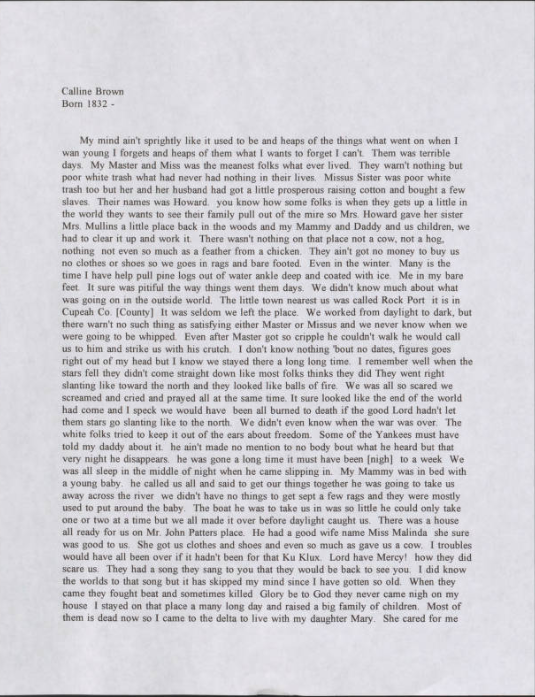 Calline Brown
Born 1832 -
My mind ain't sprightly like it used to be and heaps of the things what went on when I
wan young I forgets and heaps of them what I wants to forget I can't. Them was terrible
days. My Master and Miss was the meanest folks what ever lived. They warn't nothing but
poor white trash what had never had nothing in their lives. Missus Sister was poor white
trash too but her and her husband had got a little prosperous raising cotton and bought a few
slaves. Their names was Howard. you know how some folks is when they gets up a little in
the world they wants to see their family pull out of the mire so Mrs. Howard gave her sister
Mrs. Mullins a little place back in the woods and my Mammy and Daddy and us children, we
had to clear it up and work it. There wasn't nothing on that place not a cow, not a hog,
nothing not even so much as a feather from a chicken. They ain't got no money to buy us
no clothes or shoes so we goes in rags and bare footed. Even in the winter. Many is the
time I have help pull pine logs out of water ankle deep and coated with ice. Me in my bare
feet. It sure was pitiful the way things went them days. We didn't know much about what
was going on in the outside world. The little town nearest us was called Rock Port it is in
Cupeah Co. [County] It was seldom we left the place. We worked from daylight to dark, but
there warn't no such thing as satisfying either Master or Missus and we never know when we
were going to be whipped. Even after Master got so cripple he couldn't walk he would call
us to him and strike us with his crutch. I don't know nothing 'bout no dates, figures goes
right out of my head but I know we stayed there a long long time. I remember well when the
stars fell they didn't come straight down like most folks thinks they did They went right
slanting like toward the north and they looked like balls of fire. We was all so scared we
screamed and cried and prayed all at the same time. It sure looked like the end of the world
had come and I speck we would have been all burned to death if the good Lord hadn't let
them stars go slanting like to the north. We didn't even know when the war was over. The
white folks tried to keep it out of the ears about freedom. Some of the Yankees must have
told my daddy about it. he ain't made no mention to no body bout what he heard but that
very night he disappears. he was gone a long time it must have been [nigh] to a week We
was all sleep in the middle of night when he came slipping in. My Mammy was in bed with
a young baby. he called us all and said to get our things together he was going to take us
away across the river we didn't have no things to get sept a few rags and they were mostly
used to put around the baby. The boat he was to take us in was so little he could only take
one or two at a time but we all made it over before daylight caught us. There was a house
all ready for us on Mr. John Patters place. He had a good wife name Miss Malinda she sure
was good to us. She got us clothes and shoes and even so much as gave us a cow. I troubles
would have all been over if it hadn't been for that Ku Klux. Lord have Mercy! how they did
scare us. They had a song they sang to you that they would be back to see you. I did know
the worlds to that song but it has skipped my mind since I have gotten so old. When they
came they fought beat and sometimes killed Glory be to God they never came nigh on my
house I stayed on that place a many long day and raised a big family of children. Most of
them is dead now so I came to the delta to live with my daughter Mary. She cared for me